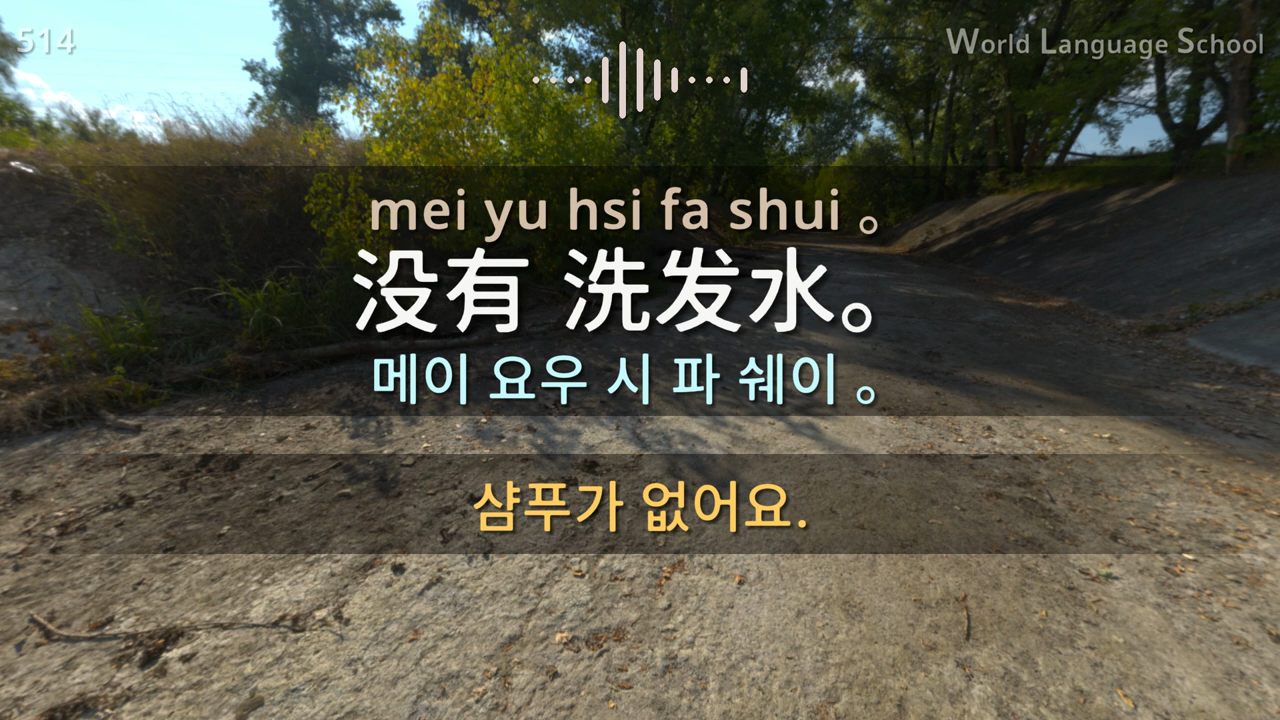 514
World Language School
mei yu hsi fa shui 。
没有 洗发水。
메이 요우 시 파 쉐이 。
샴푸가 없어요.